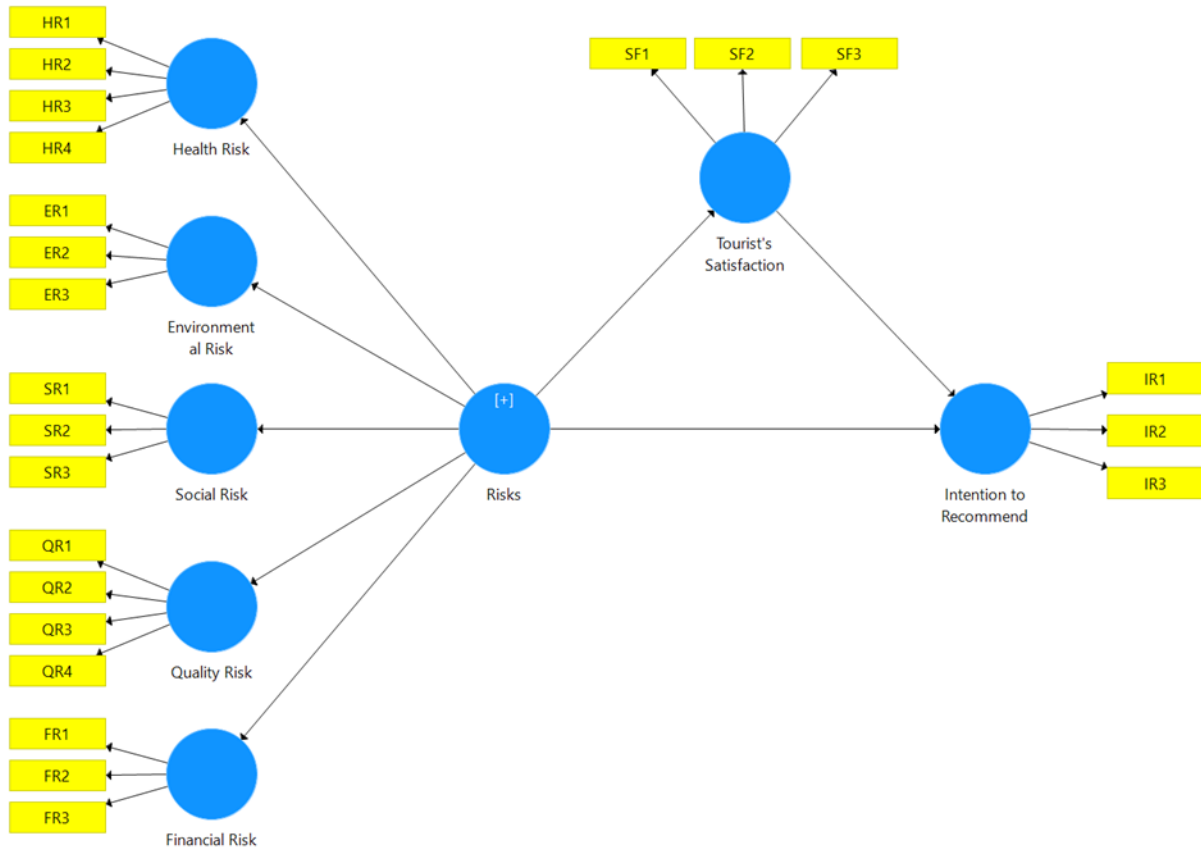 HR1
HR2
HR3
HR4
Health Risk
ER1
ER2
ER3
Environment
al Risk
SR1
SR2
SR3
Social Risk
QR1
QR2
QR3
QR4
Quality Risk
FR1
FR2
FR3
Financial Risk
[+]
Risks
SF1
SF2
SF3
Tourist's
Satisfaction
IR1
IR2
IR3
Intention to
Recommend